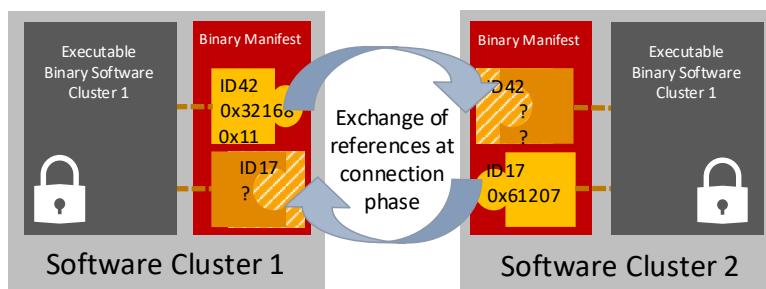 Executable
Binary Software
Cluster 1
Binary Manifest
ID42
0x32168
0x11
ID17
?
Software Cluster 1
Exchange of
references at
connection
phase
Binary Manifest
ID42
?
?
ID17
0x61207
Executable
Binary Software
Cluster 1
Software Cluster 2